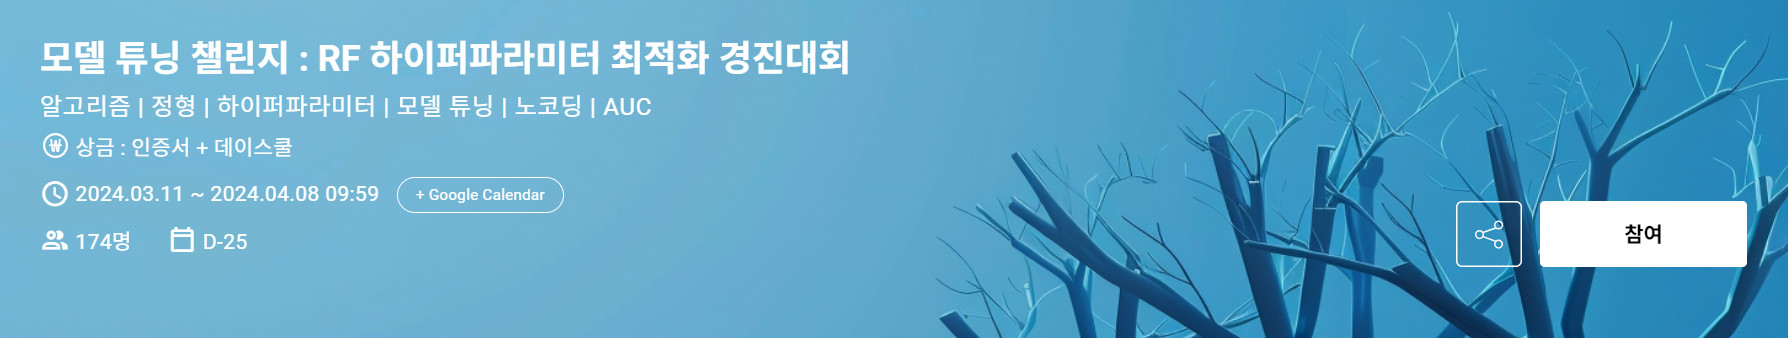 모델 튜닝 챌린지 : RF 하이퍼파라미터 최적화 경진대회
알고리즘 | 정형 | 하이퍼파라미터 | 모델 튜닝 | 노코딩 | AUC
₩ 상금 : 인증서 + 데이스쿨
2024.03.11 ~ 2024.04.08 09:59 + Google Calendar
174명 D-25
참여